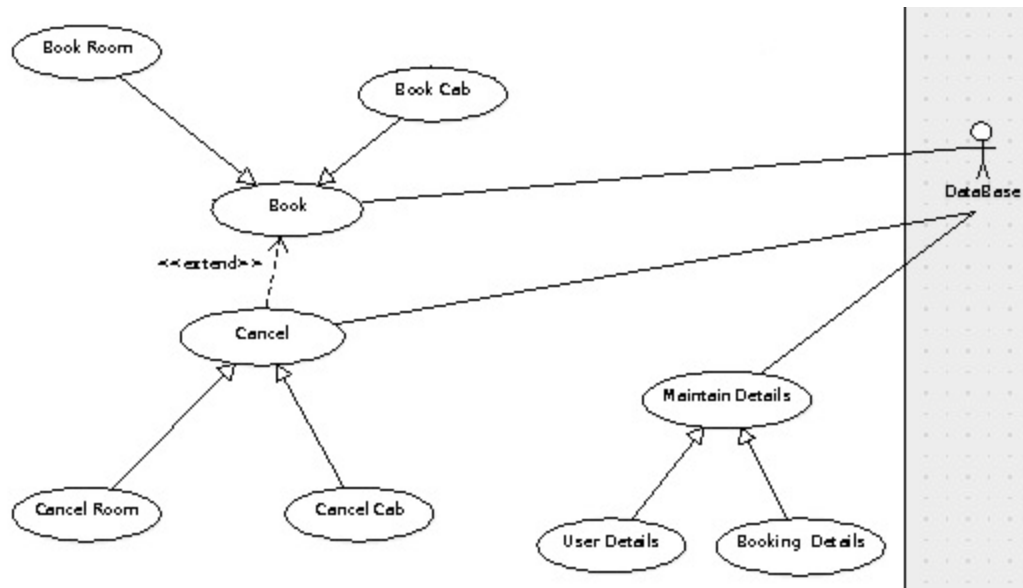 Book Room
Book Cab
DataBase
Book
<<extend>>
Cancel
Maintain Details
Cancel Room
Cancel Cab
User Details
Booking Details